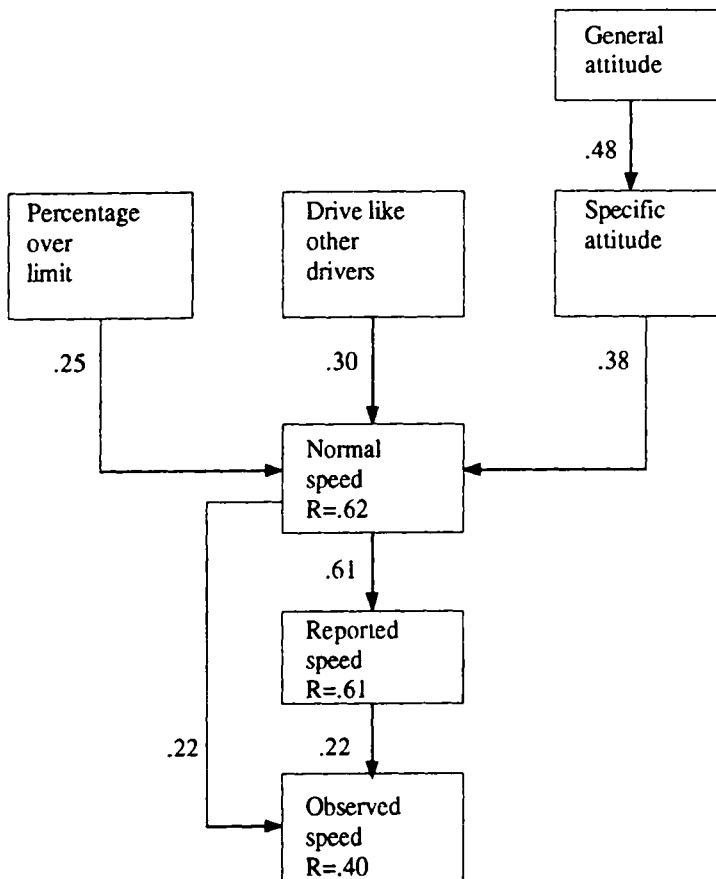 General
attitude
.48
Percentage
over
limit
Drive like
other
drivers
Specific
attitude
.25
.30
.38
Normal
speed
R=.62
.61
Reported
speed
R=.61
.22
.22
Observed
speed
R=.40